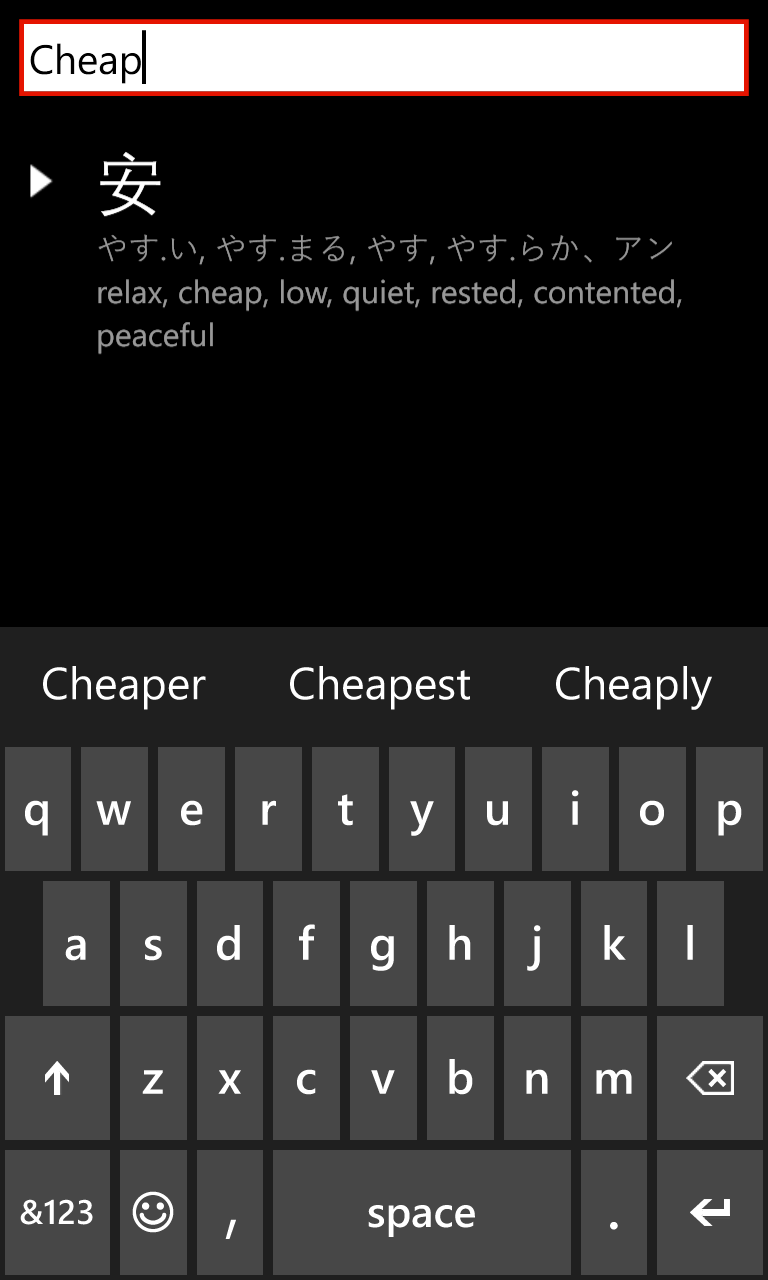 Cheap
安
やす.い, やす.まる, やす, やす.らか、アン
relax, cheap, low, quiet, rested, contented,
peaceful
Cheaper Cheapest Cheaply
q w e r t y u i o p
a s d f g h j k l
z x c v b n m
&123 , space .